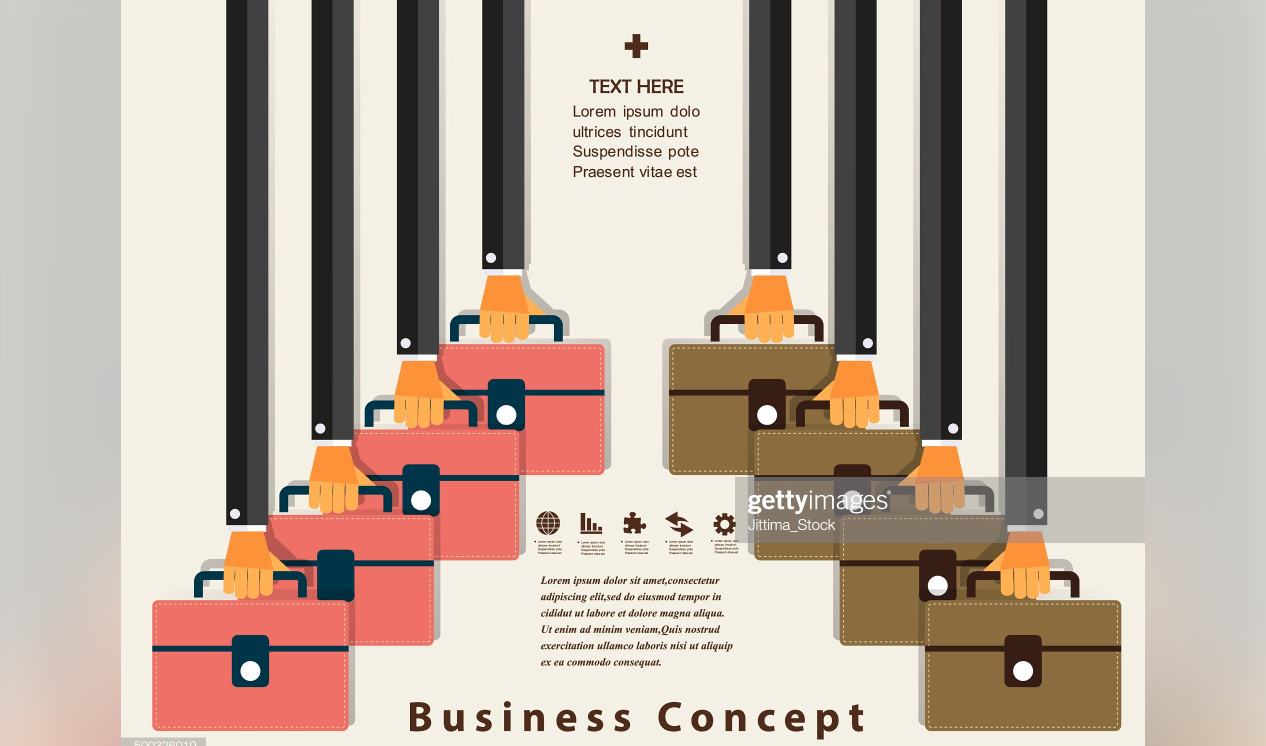 TEXT HERE
Lorem ipsum dolo
ultrices tincidunt
Suspendisse pote
Praesent vitae est
gettyimages®
Jittima_Stock
Lorem ipsum dolor sit amet,consectetur
adipiscing elit,sed do eiusmod tempor in
cididut ut labore et dolore magna aliqua.
Ut enim ad minim veniam,Quis nostrud
exercitation ullamco laboris nisi ut aliquip
ex ea commodo consequat.
Business Concept